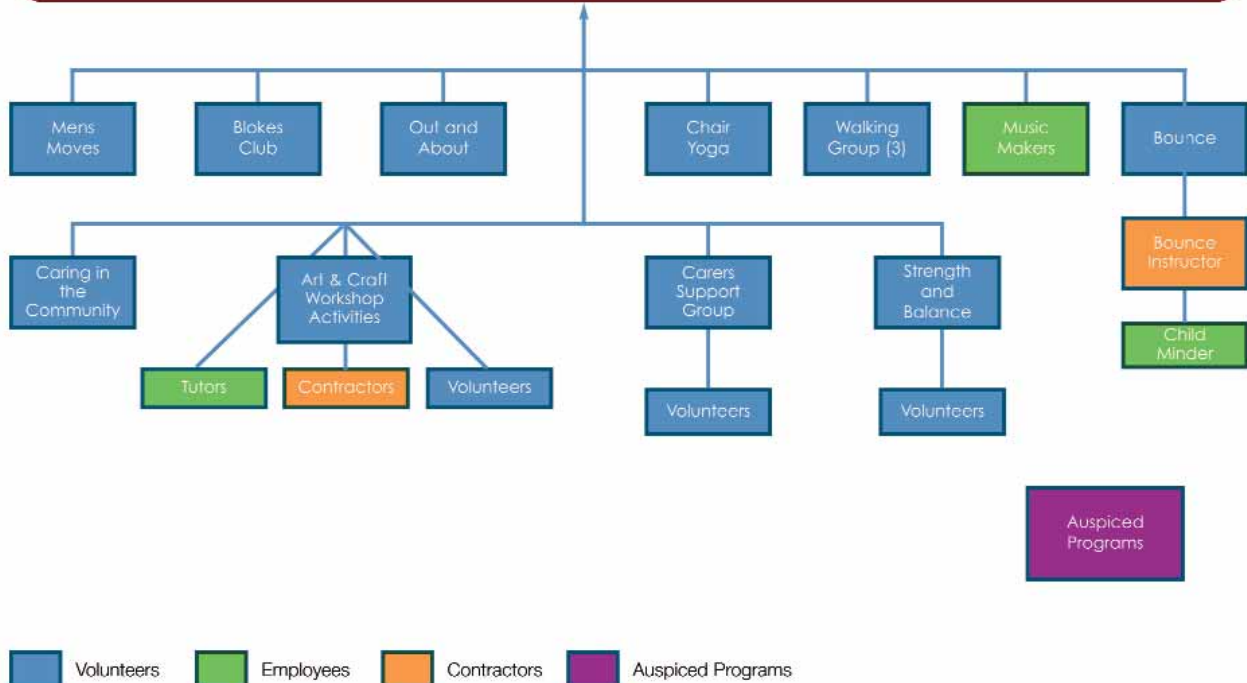 Mens
Moves
Blokes
Club
Out and
About
Chair
Yoga
Walking
Group (3)
Music
Makers
Bounce
Bounce
Instructor
Child
Minder
Caring in
the
Community
Art & Craft
Workshop
Activities
Carers
Support
Group
Strength
and
Balance
Tutors
Contractors
Volunteers
Volunteers
Volunteers
Auspiced
Programs
Volunteers
Employees
Contractors
Auspiced Programs